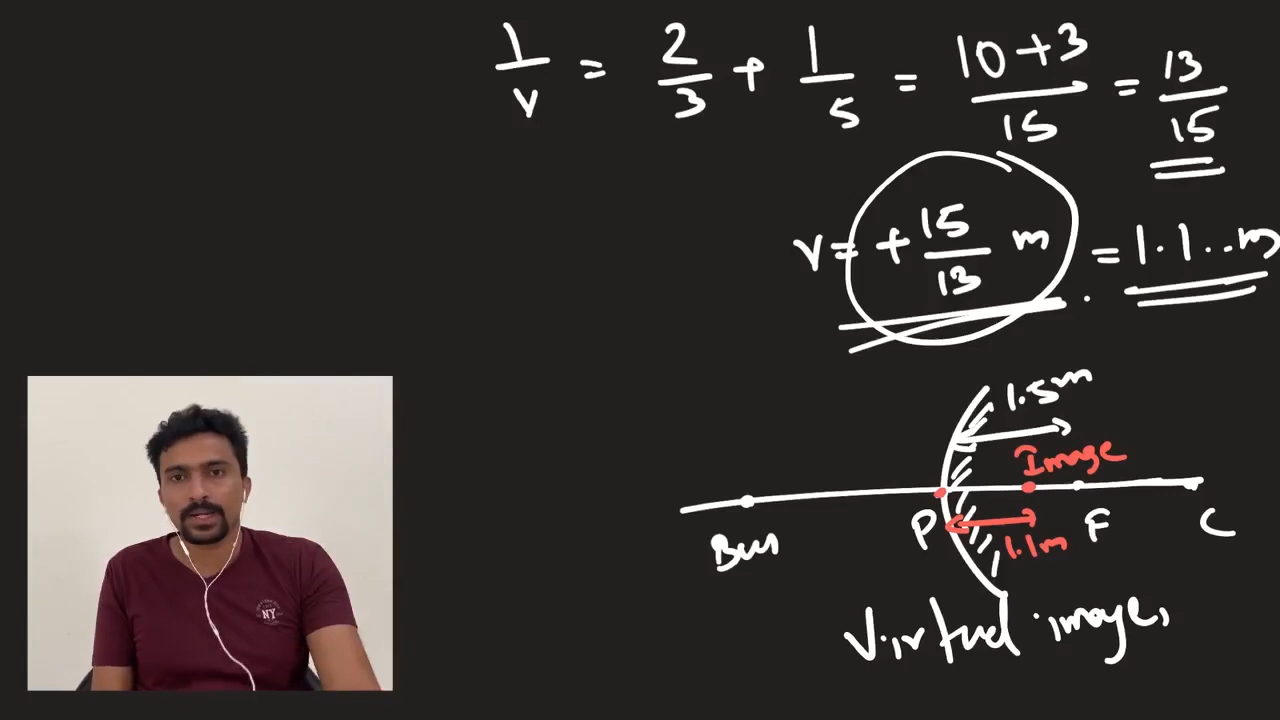 1/v = 2/3 + 1/5 = 10+3/15 = 13/15
v = +15/13 m = 1.1..m
1.5m
Image
Bus P 1.1m F C
Virtual image,
NY